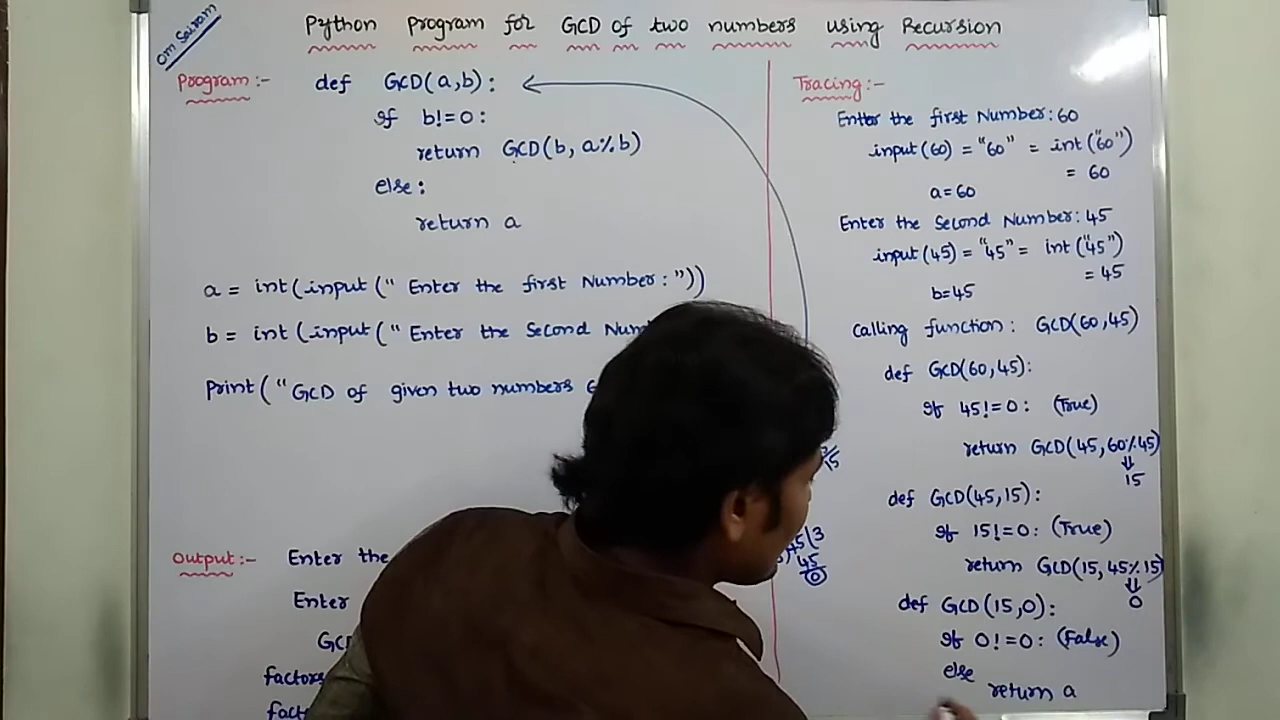 Om Sairam
Python Program for GCD of two numbers using Recursion
Program:-
def GCD(a,b):
if b!=0:
return GCD(b, a%b)
else:
return a
a = int(input(" Enter the first Number: "))
b = int(input(" Enter the Second
Print("GCD of given two numbers
Output:- Enter the
Enter
Tracing:-
Enter the first Number: 60
input(60) = "60" = int("60")
= 60
a=60
Enter the Second Number: 45
input(45) = "45" = int("45")
= 45
b=45
Calling function: GCD(60,45)
def GCD(60,45):
if 45!=0: (True)
return GCD(45, 60%45)
15
def GCD(45,15):
if 15!=0: (True)
return GCD(15, 45%15)
0
def GCD(15,0):
if 0!=0: (False)
else
return a
45
0